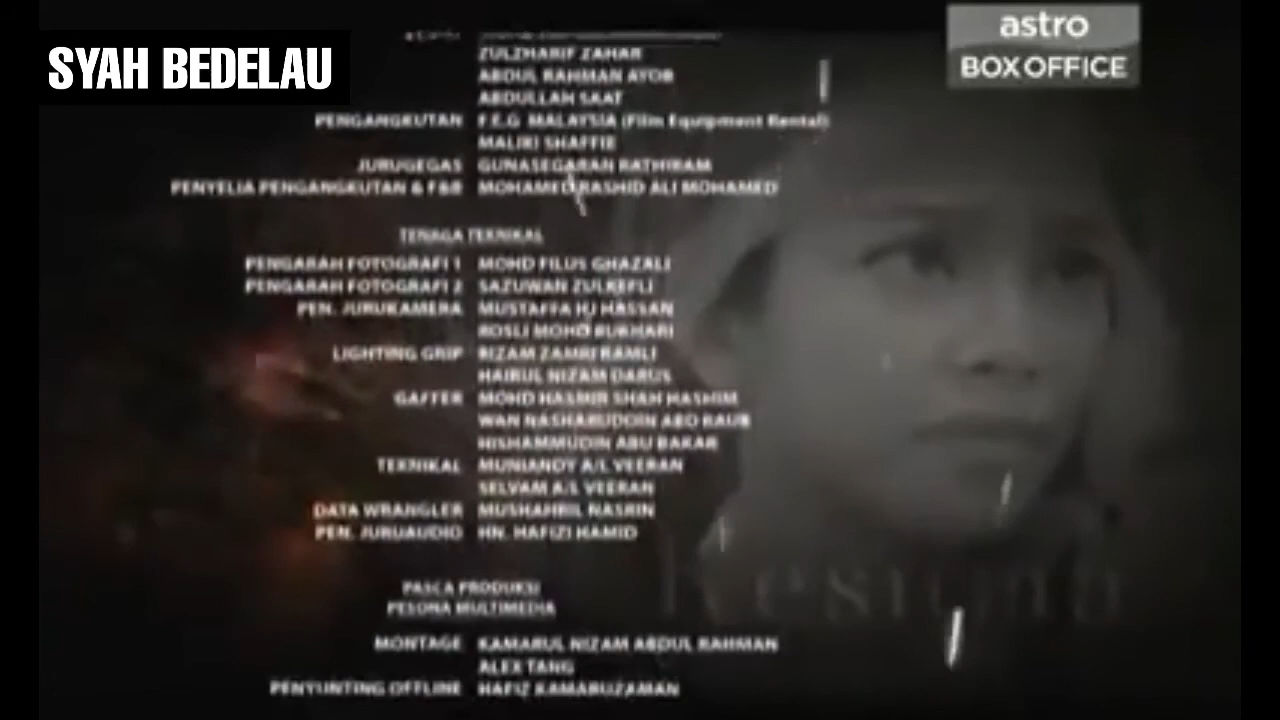 SYAH BEDELAU
astro
BOX OFFICE
ZULZHARIF ZAHAR
ABDUL RAHMAN AYOB
ABDULLAH SAAT
PENGANGKUTAN F.E.G MALAYSIA (Film Equipment Rental)
MALIKI SHAFFIE
JURUGEGAS GUNASEGARAN RATHIRAM
PENYELIA PENGANGKUTAN & F&B MOHAMED RASHID ALI MOHAMED
TENAGA TEKNIKAL
PENGARAH FOTOGRAFI 1 MOHD FILUS GHAZALI
PENGARAH FOTOGRAFI 2 SAZUWAN ZULKEFLI
PEN. JURUKAMERA MUSTAFFA HJ HASSAN
ROSLI MOHD BUKHARI
LIGHTING GRIP RIZAM ZAMRI RAMLI
HAIRUL NIZAM DARUS
GAFFER MOHD HASMIR SHAH HASHIM
WAN NASHARUDDIN ABD RAUB
HISHAMMUDIN ABU BAKAR
TEKNIKAL MUNIANDY A/L VEERAN
SELVAM A/L VEERAN
DATA WRANGLER MUSHAHRIL NASRIN
PEN. JURUAUDIO HN. HAFIZI HAMID
PASCA PRODUKSI
PESONA MULTIMEDIA
MONTAGE KAMARUL NIZAM ABDUL RAHMAN
ALEX TANG
PENYUNTING OFFLINE HAFIZ KAMARUZAMAN